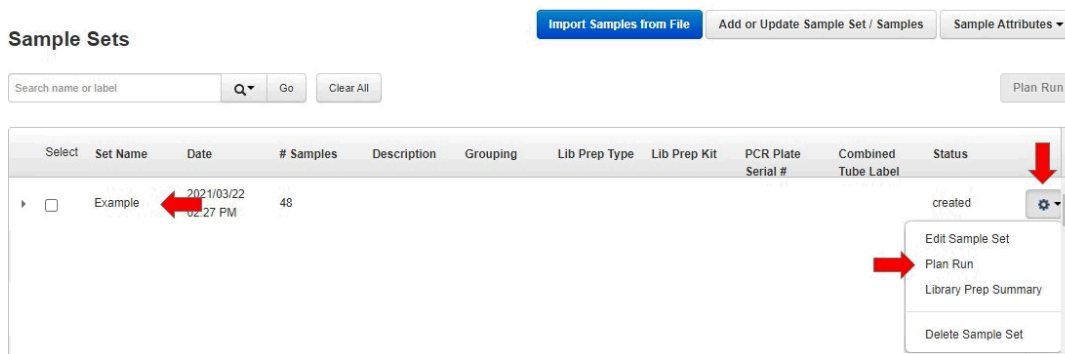 Import Samples from File Add or Update Sample Set / Samples Sample Attributes
Sample Sets
Search name or label Go Clear All Plan Run
Select Set Name Date # Samples Description Grouping Lib Prep Type Lib Prep Kit PCR Plate Serial # Combined Tube Label Status
Example 2021/03/22 02:27 PM 48 created
Edit Sample Set
Plan Run
Library Prep Summary
Delete Sample Set